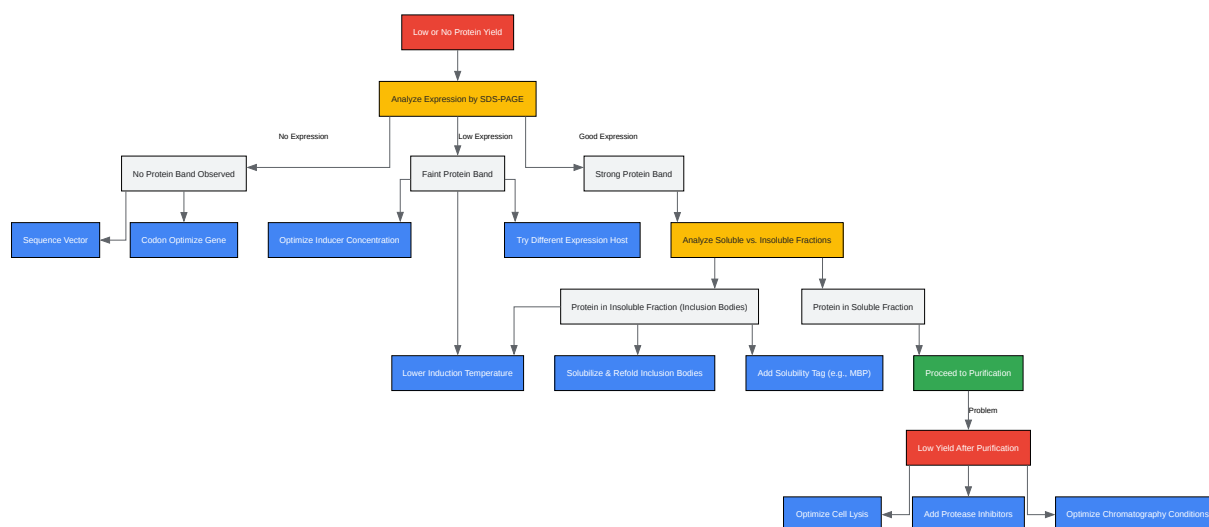 Low or No Protein Yield
Analyze Expression by SDS-PAGE
No Expression
Low Expression
Good Expression
No Protein Band Observed
Faint Protein Band
Strong Protein Band
Sequence Vector
Codon Optimize Gene
Optimize Inducer Concentration
Try Different Expression Host
Analyze Soluble vs. Insoluble Fractions
Protein in Insoluble Fraction (Inclusion Bodies)
Protein in Soluble Fraction
Lower Induction Temperature
Solubilize & Refold Inclusion Bodies
Add Solubility Tag (e.g., MBP)
Proceed to Purification
Problem
Low Yield After Purification
Optimize Cell Lysis
Add Protease Inhibitors
Optimize Chromatography Conditions